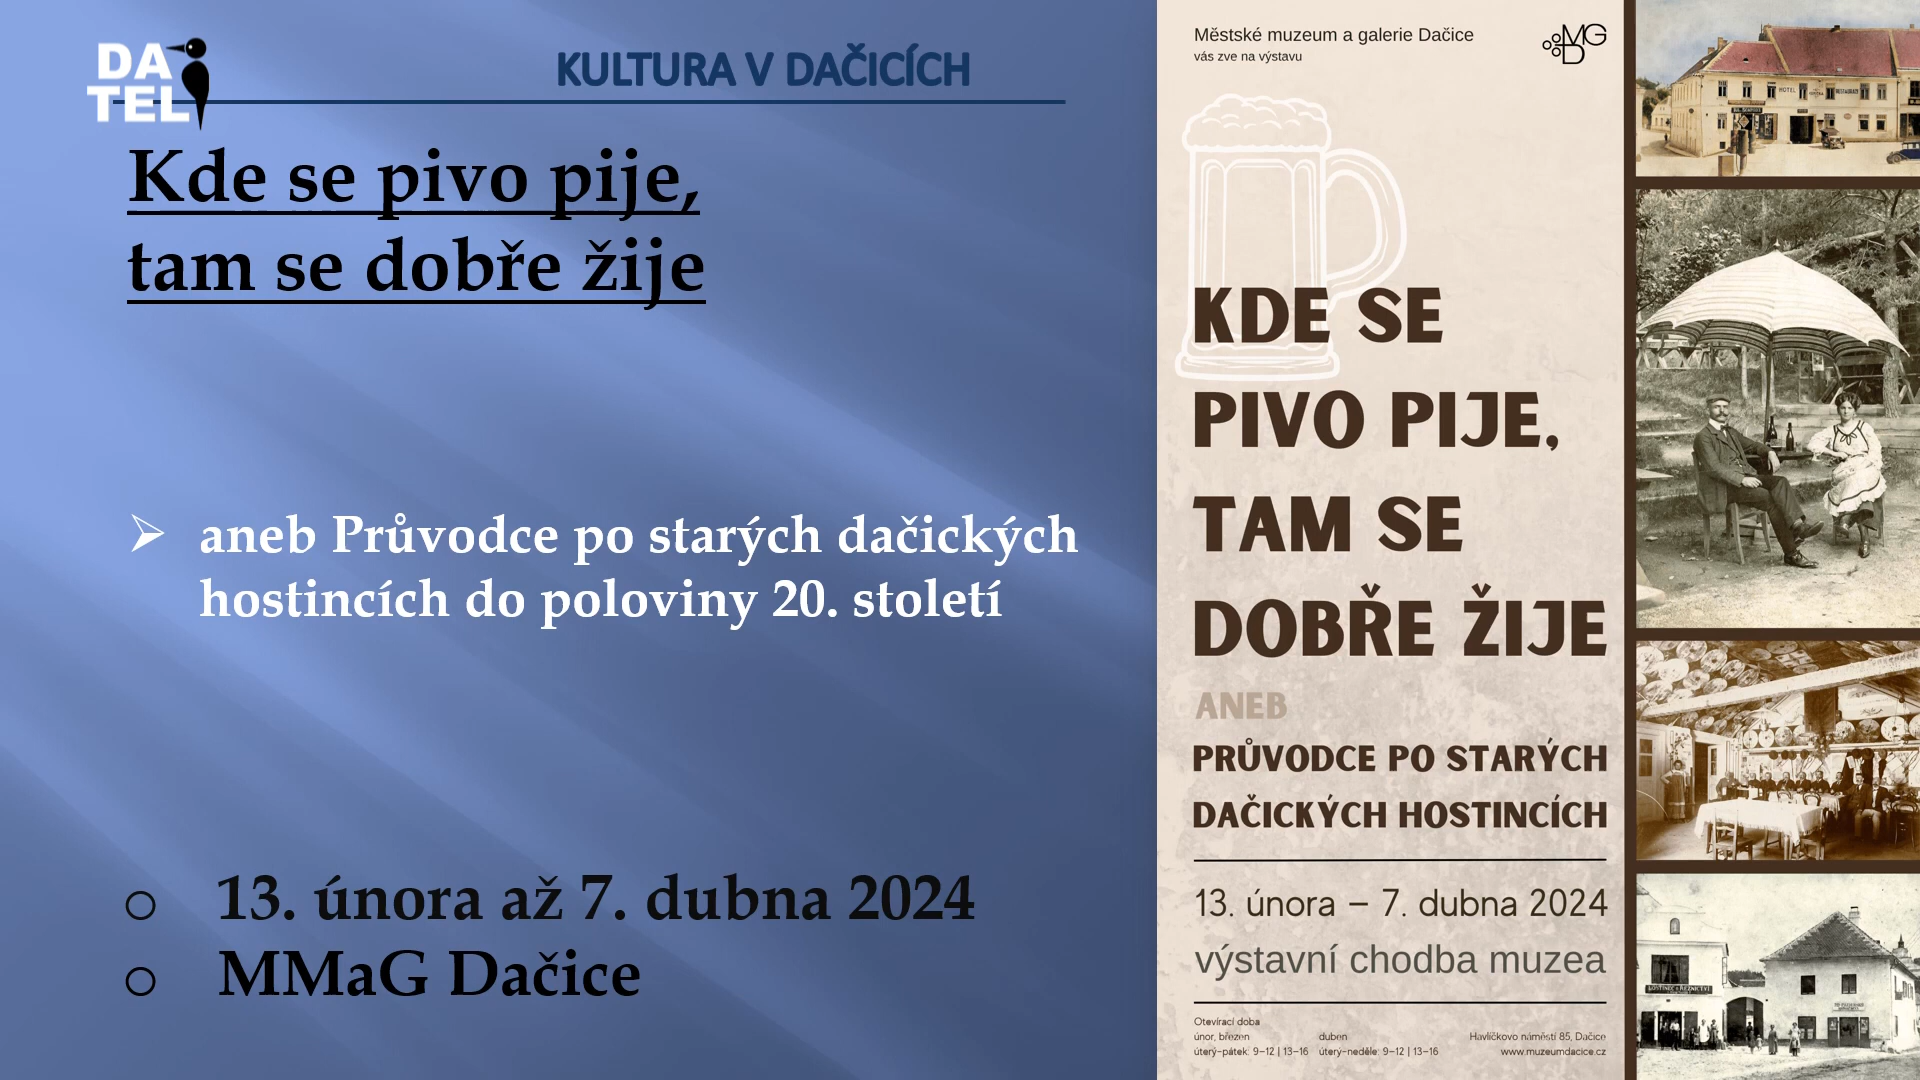 DA
TEL
KULTURA V DAČICÍCH
Kde se pivo pije,
tam se dobře žije
➢ aneb Průvodce po starých dačických
hostincích do poloviny 20. století
o 13. února až 7. dubna 2024
o MMaG Dačice
Městské muzeum a galerie Dačice
vás zve na výstavu
MG
D
KDE SE
PIVO PIJE,
TAM SE
DOBŘE ŽIJE
ANEB
PRŮVODCE PO STARÝCH
DAČICKÝCH HOSTINCÍCH
13. února – 7. dubna 2024
výstavní chodba muzea
Otevírací doba
únor, březen
úterý-pátek: 9–12 | 13–16
duben
úterý-neděle: 9–12 | 13–16
Havlíčkovo náměstí 85, Dačice
www.muzeumdacice.cz
HOTEL
HOSTINEC a ŘEZNICTVÍ